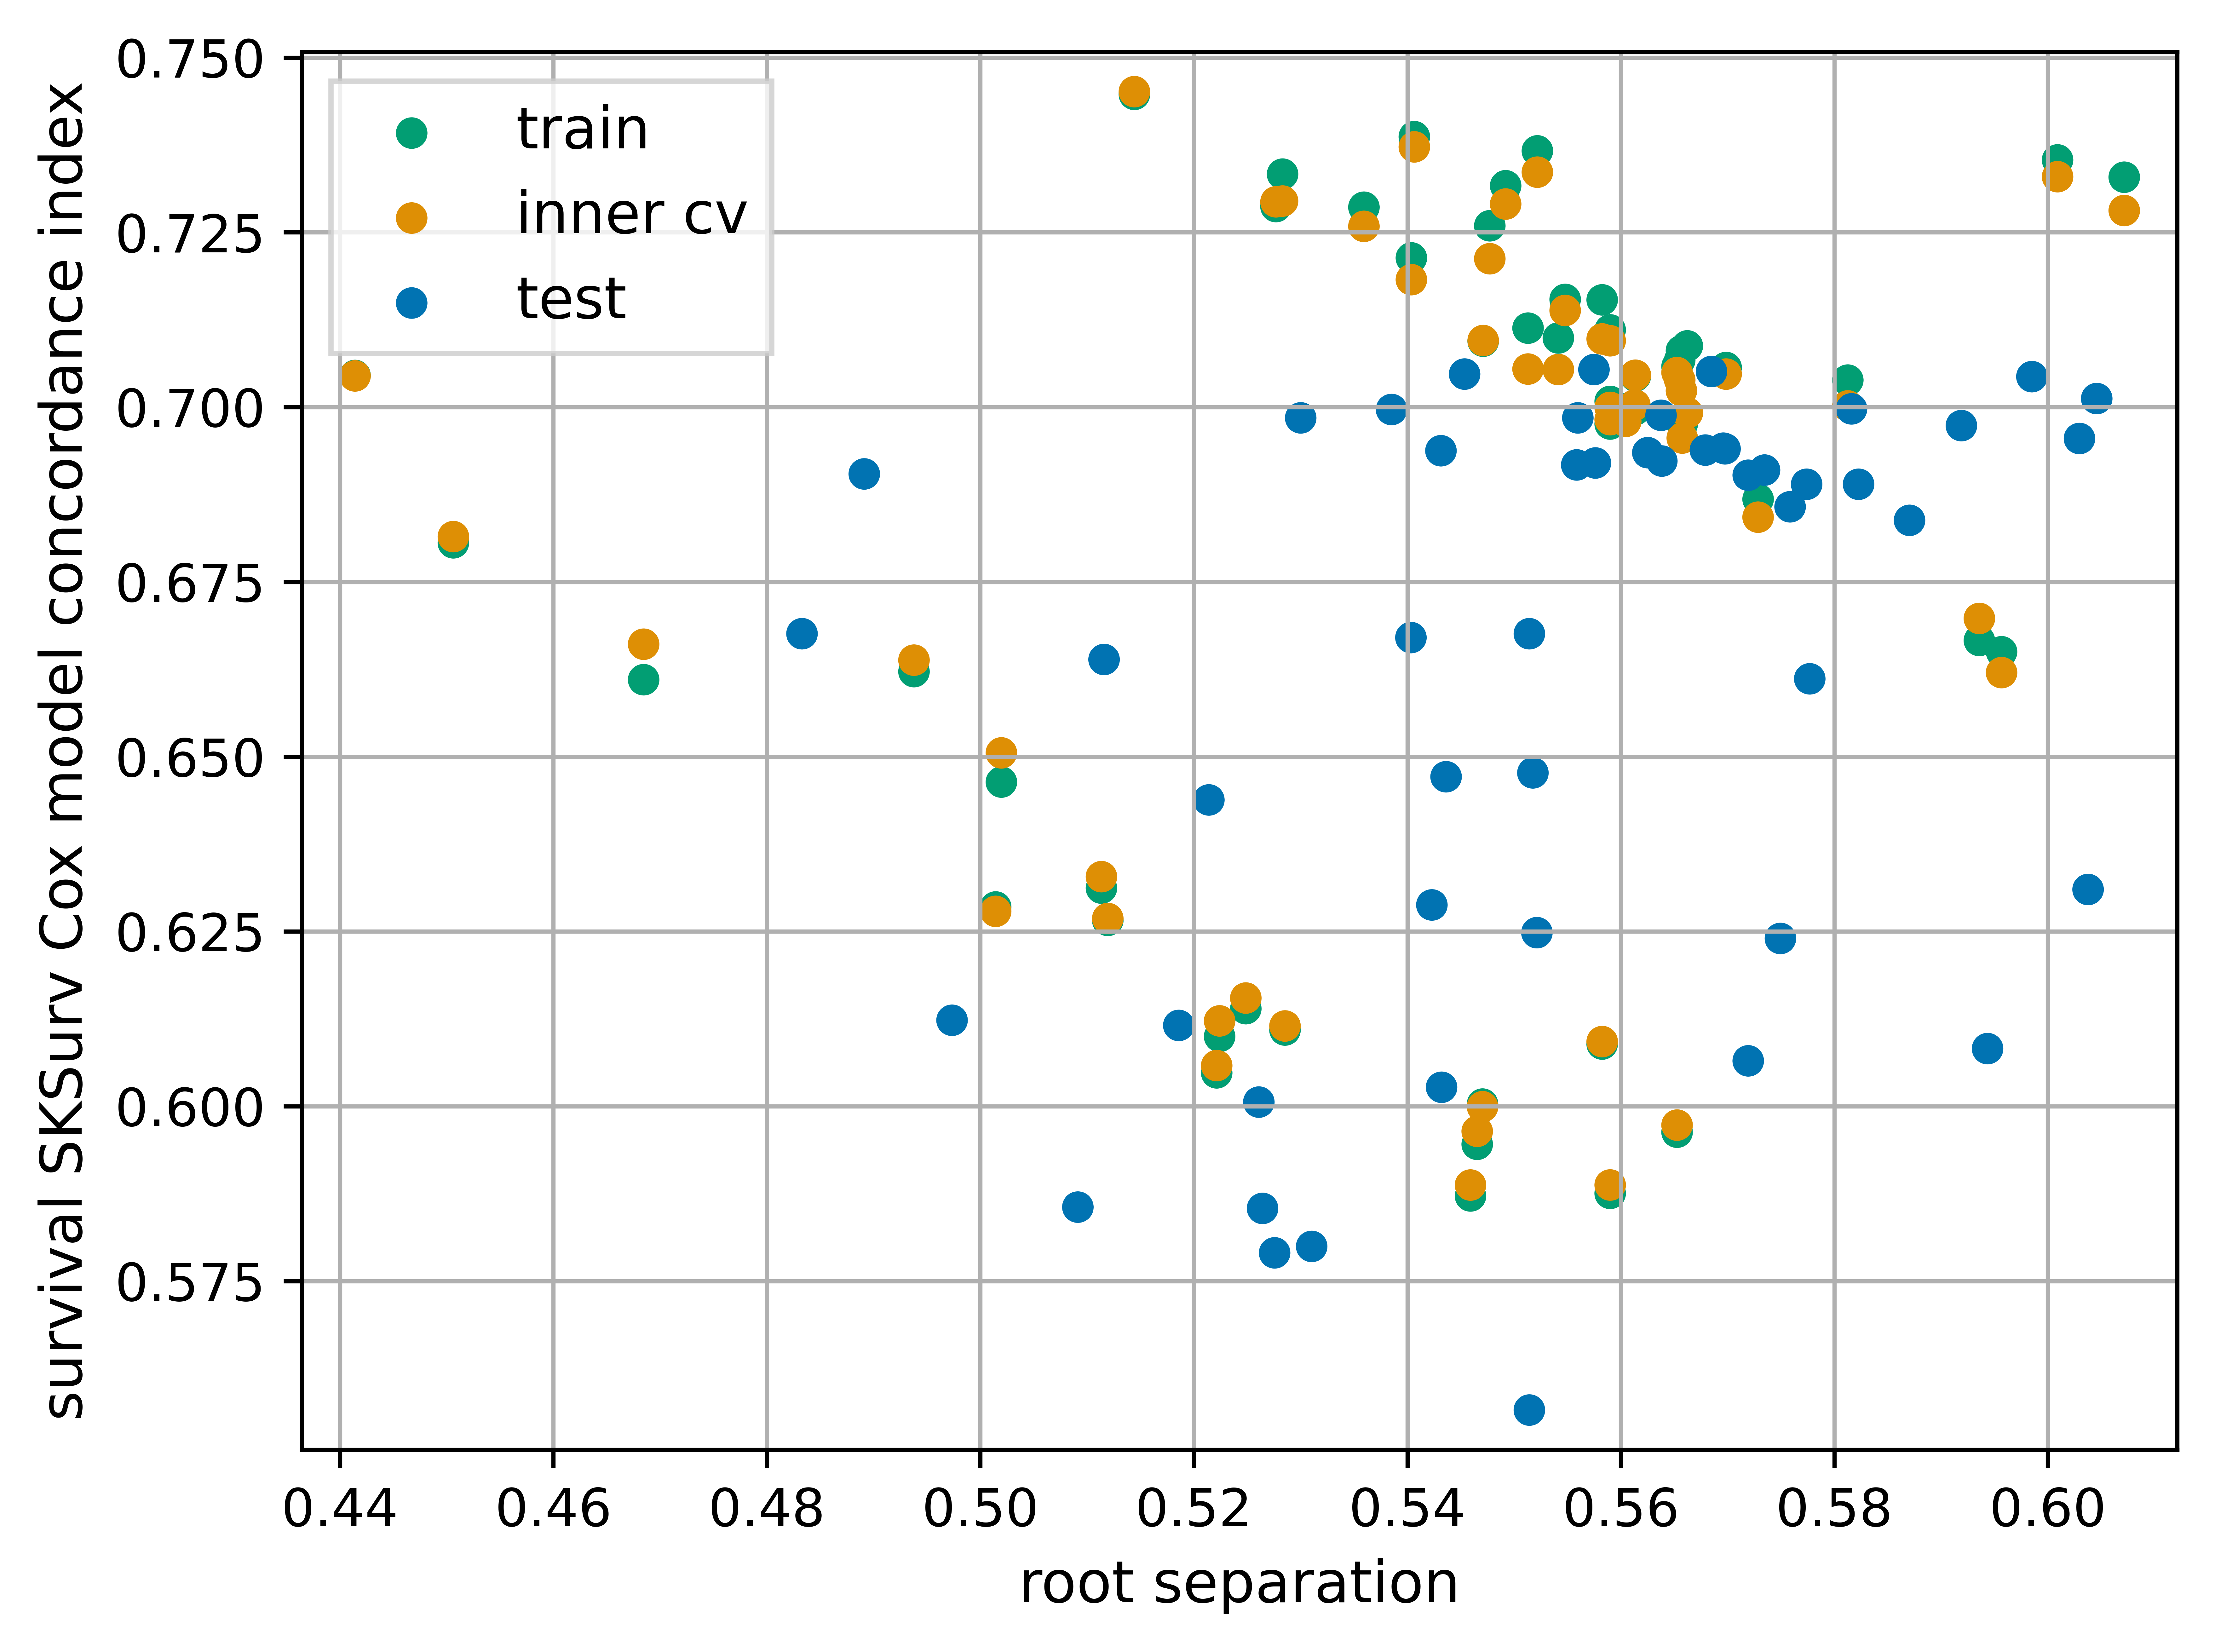 survival SKSurv Cox model concordance index
0.750
0.725
0.700
0.675
0.650
0.625
0.600
0.575
train
inner cv
test
0.44 0.46 0.48 0.50 0.52 0.54 0.56 0.58 0.60
root separation